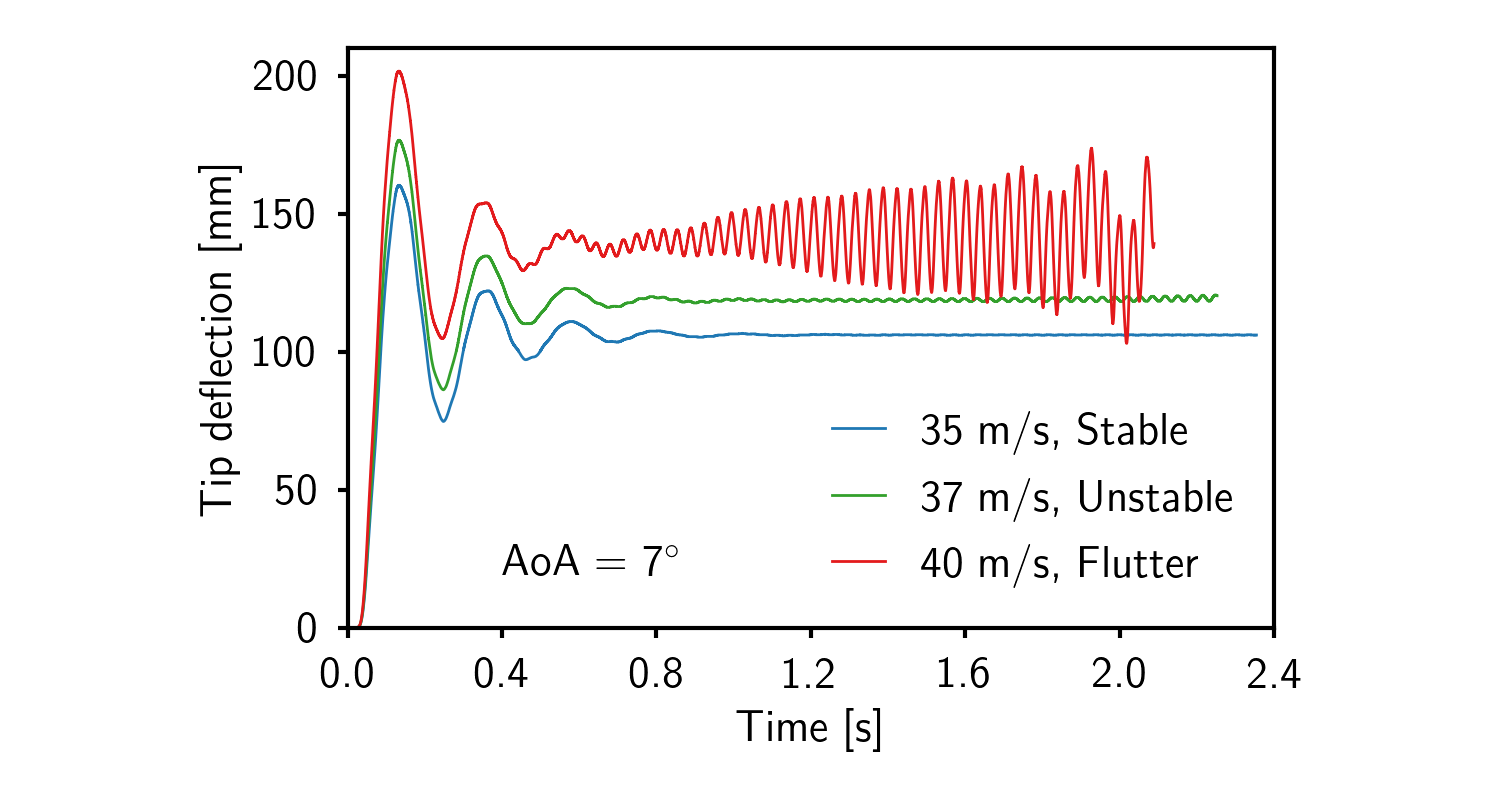 Tip deflection [mm]
200
150
100
50
0
35 m/s, Stable
37 m/s, Unstable
40 m/s, Flutter
AoA = 7°
0.0 0.4 0.8 1.2 1.6 2.0 2.4
Time [s]